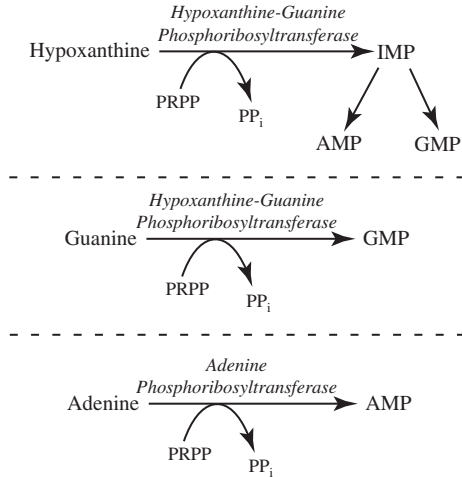 Hypoxanthine-Guanine
Phosphoribosyltransferase
Hypoxanthine
IMP
PRPP
PPi
AMP
GMP
Hypoxanthine-Guanine
Phosphoribosyltransferase
Guanine
GMP
PRPP
PPi
Adenine
Phosphoribosyltransferase
Adenine
AMP
PRPP
PPi